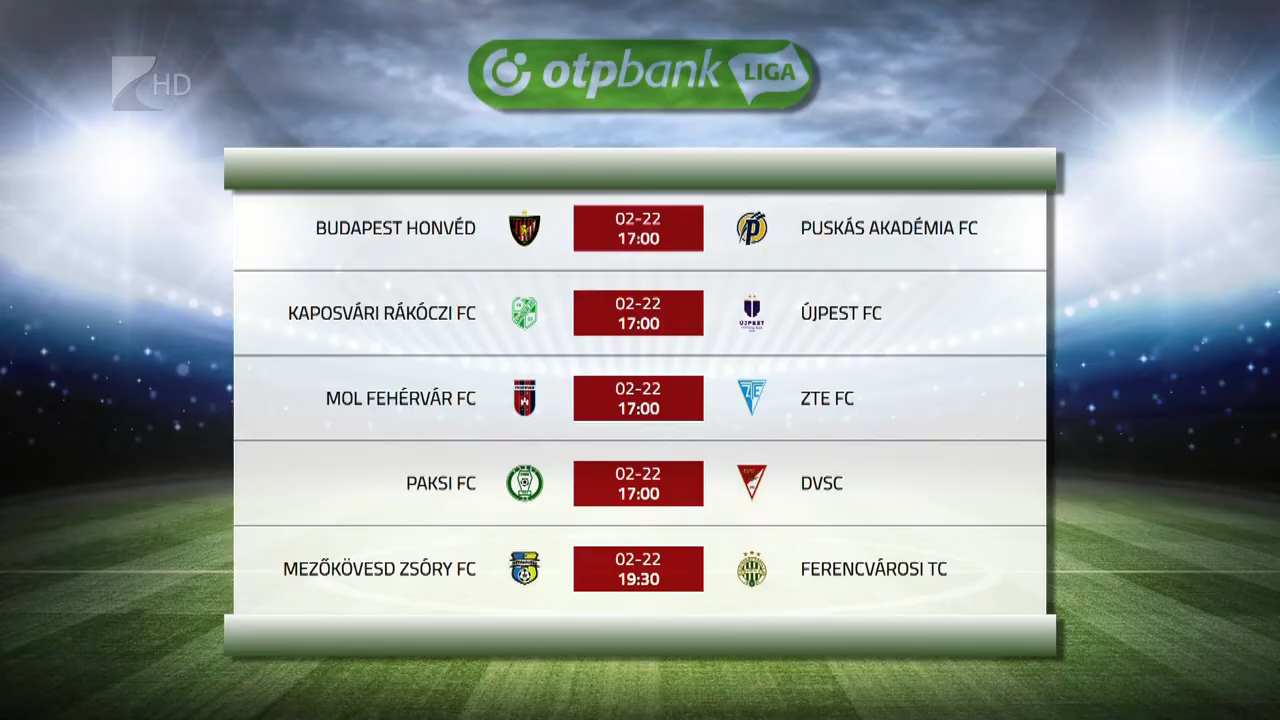 HD
otpbank LIGA
BUDAPEST HONVÉD 02-22 PUSKÁS AKADÉMIA FC
17:00
KAPOSVÁRI RÁKÓCZI FC 02-22 ÚJPEST FC
17:00
ÚJPEST
MOL FEHÉRVÁR FC 02-22 ZTE FC
17:00
PAKSI FC 02-22 DVSC
17:00
MEZŐKÖVESD ZSÓRY FC 02-22 FERENCVÁROSI TC
19:30